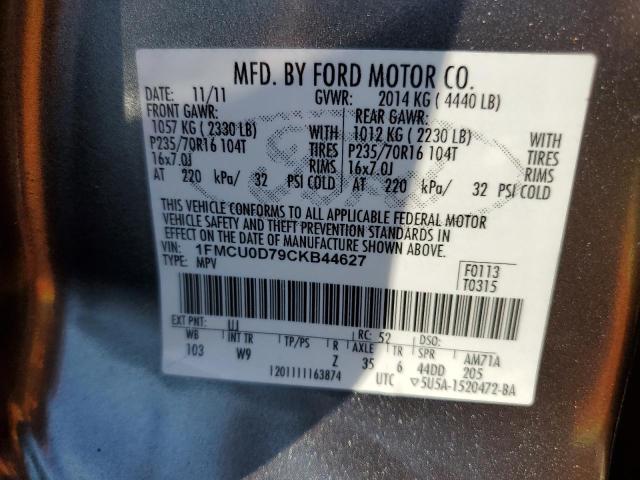 MFD. BY FORD MOTOR CO.
DATE: 11/11 GVWR: 2014 KG ( 4440 LB)
FRONT GAWR: REAR GAWR:
1057 KG ( 2330 LB) WITH 1012 KG ( 2230 LB) WITH
P235/70R16 104T TIRES P235/70R16 104T TIRES
16x7.0J RIMS 16x7.0J RIMS
AT 220 kPa/ 32 PSI COLD AT 220 kPa/ 32 PSI COLD
THIS VEHICLE CONFORMS TO ALL APPLICABLE FEDERAL MOTOR
VEHICLE SAFETY AND THEFT PREVENTION STANDARDS IN
EFFECT ON THE DATE OF MANUFACTURE SHOWN ABOVE.
VIN: 1FMCU0D79CKB44627
TYPE: MPV
F0113
T0315
EXT PNT: UJ RC: 52 DSO:
WB INT TR TP/PS R AXLE TR SPR AM71A
103 W9 Z 35 6 44DD 205
1201111163874 UTC ▽5U5A-1520472-BA